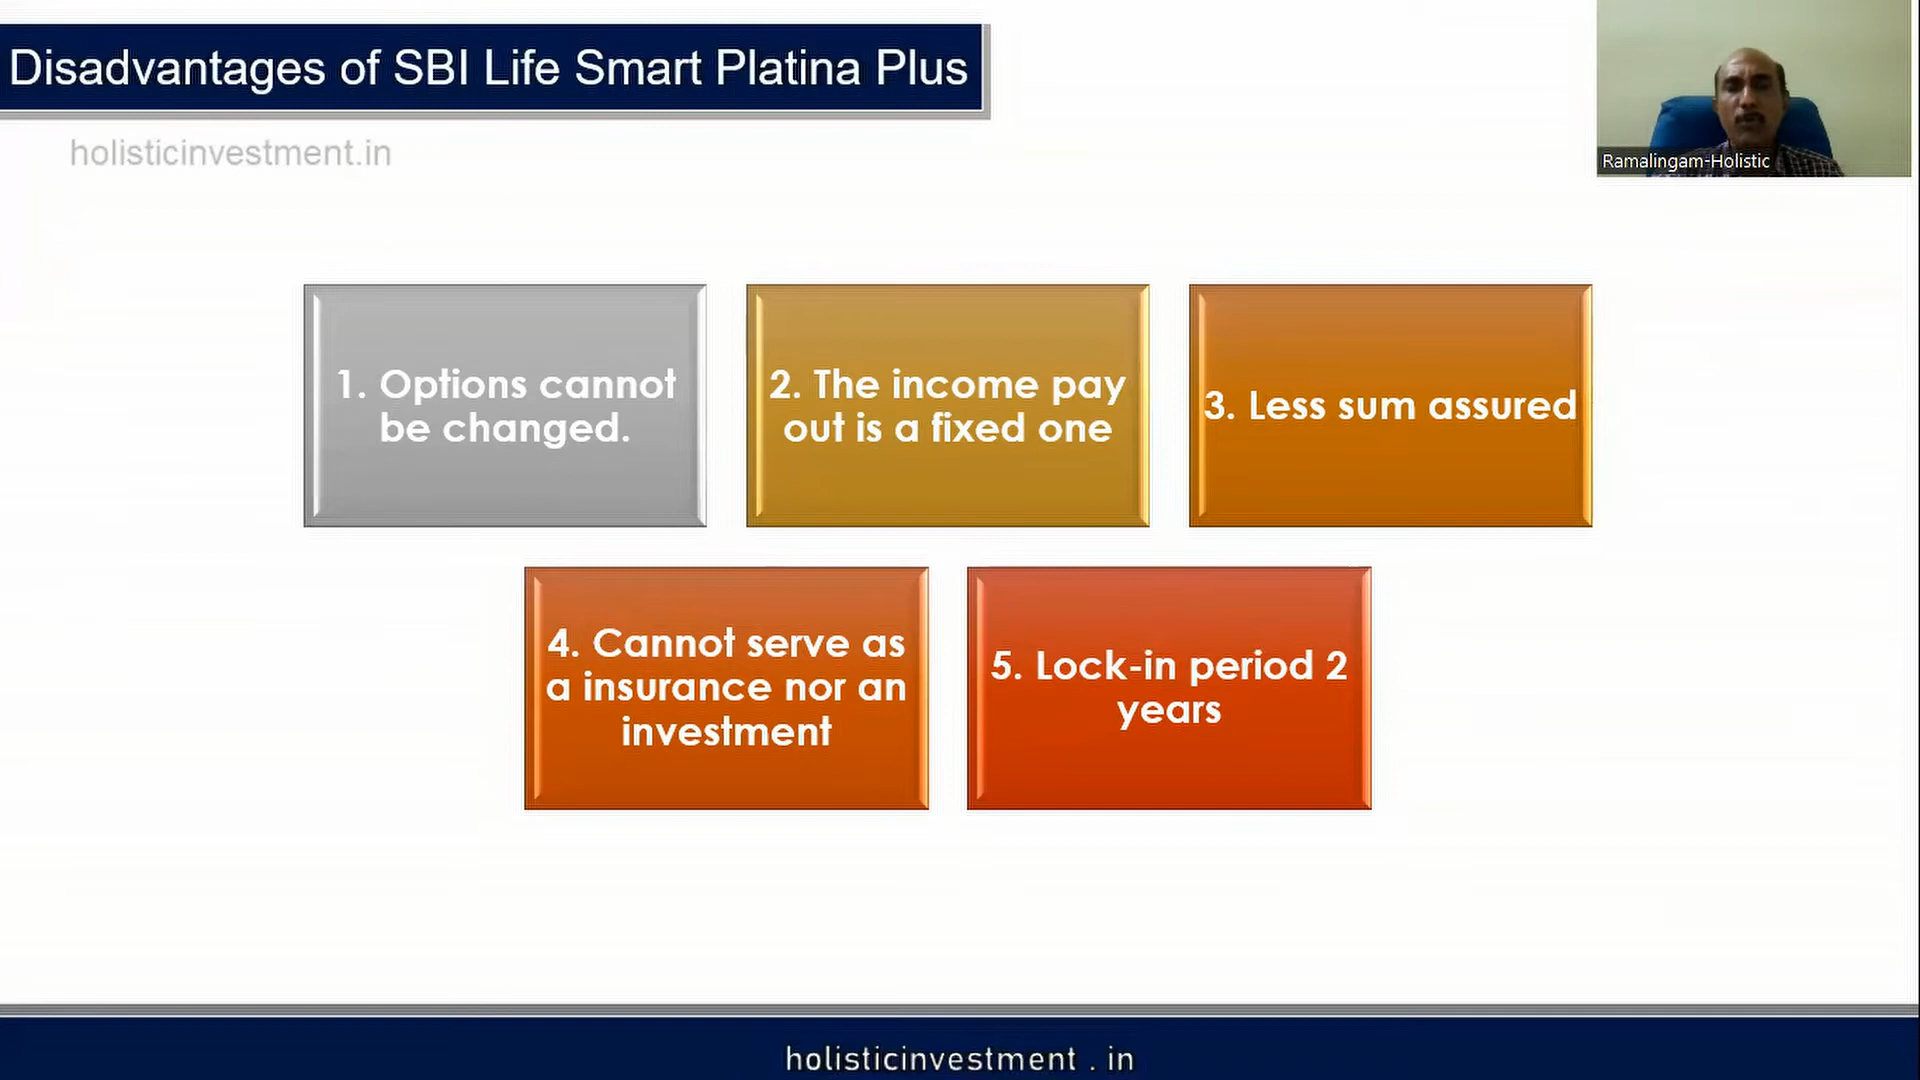 Disadvantages of SBI Life Smart Platina Plus
holisticinvestment.in
Ramalingam-Holistic
1. Options cannot
be changed.
2. The income pay
out is a fixed one
3. Less sum assured
4. Cannot serve as
a insurance nor an
investment
5. Lock-in period 2
years
holisticinvestment . in